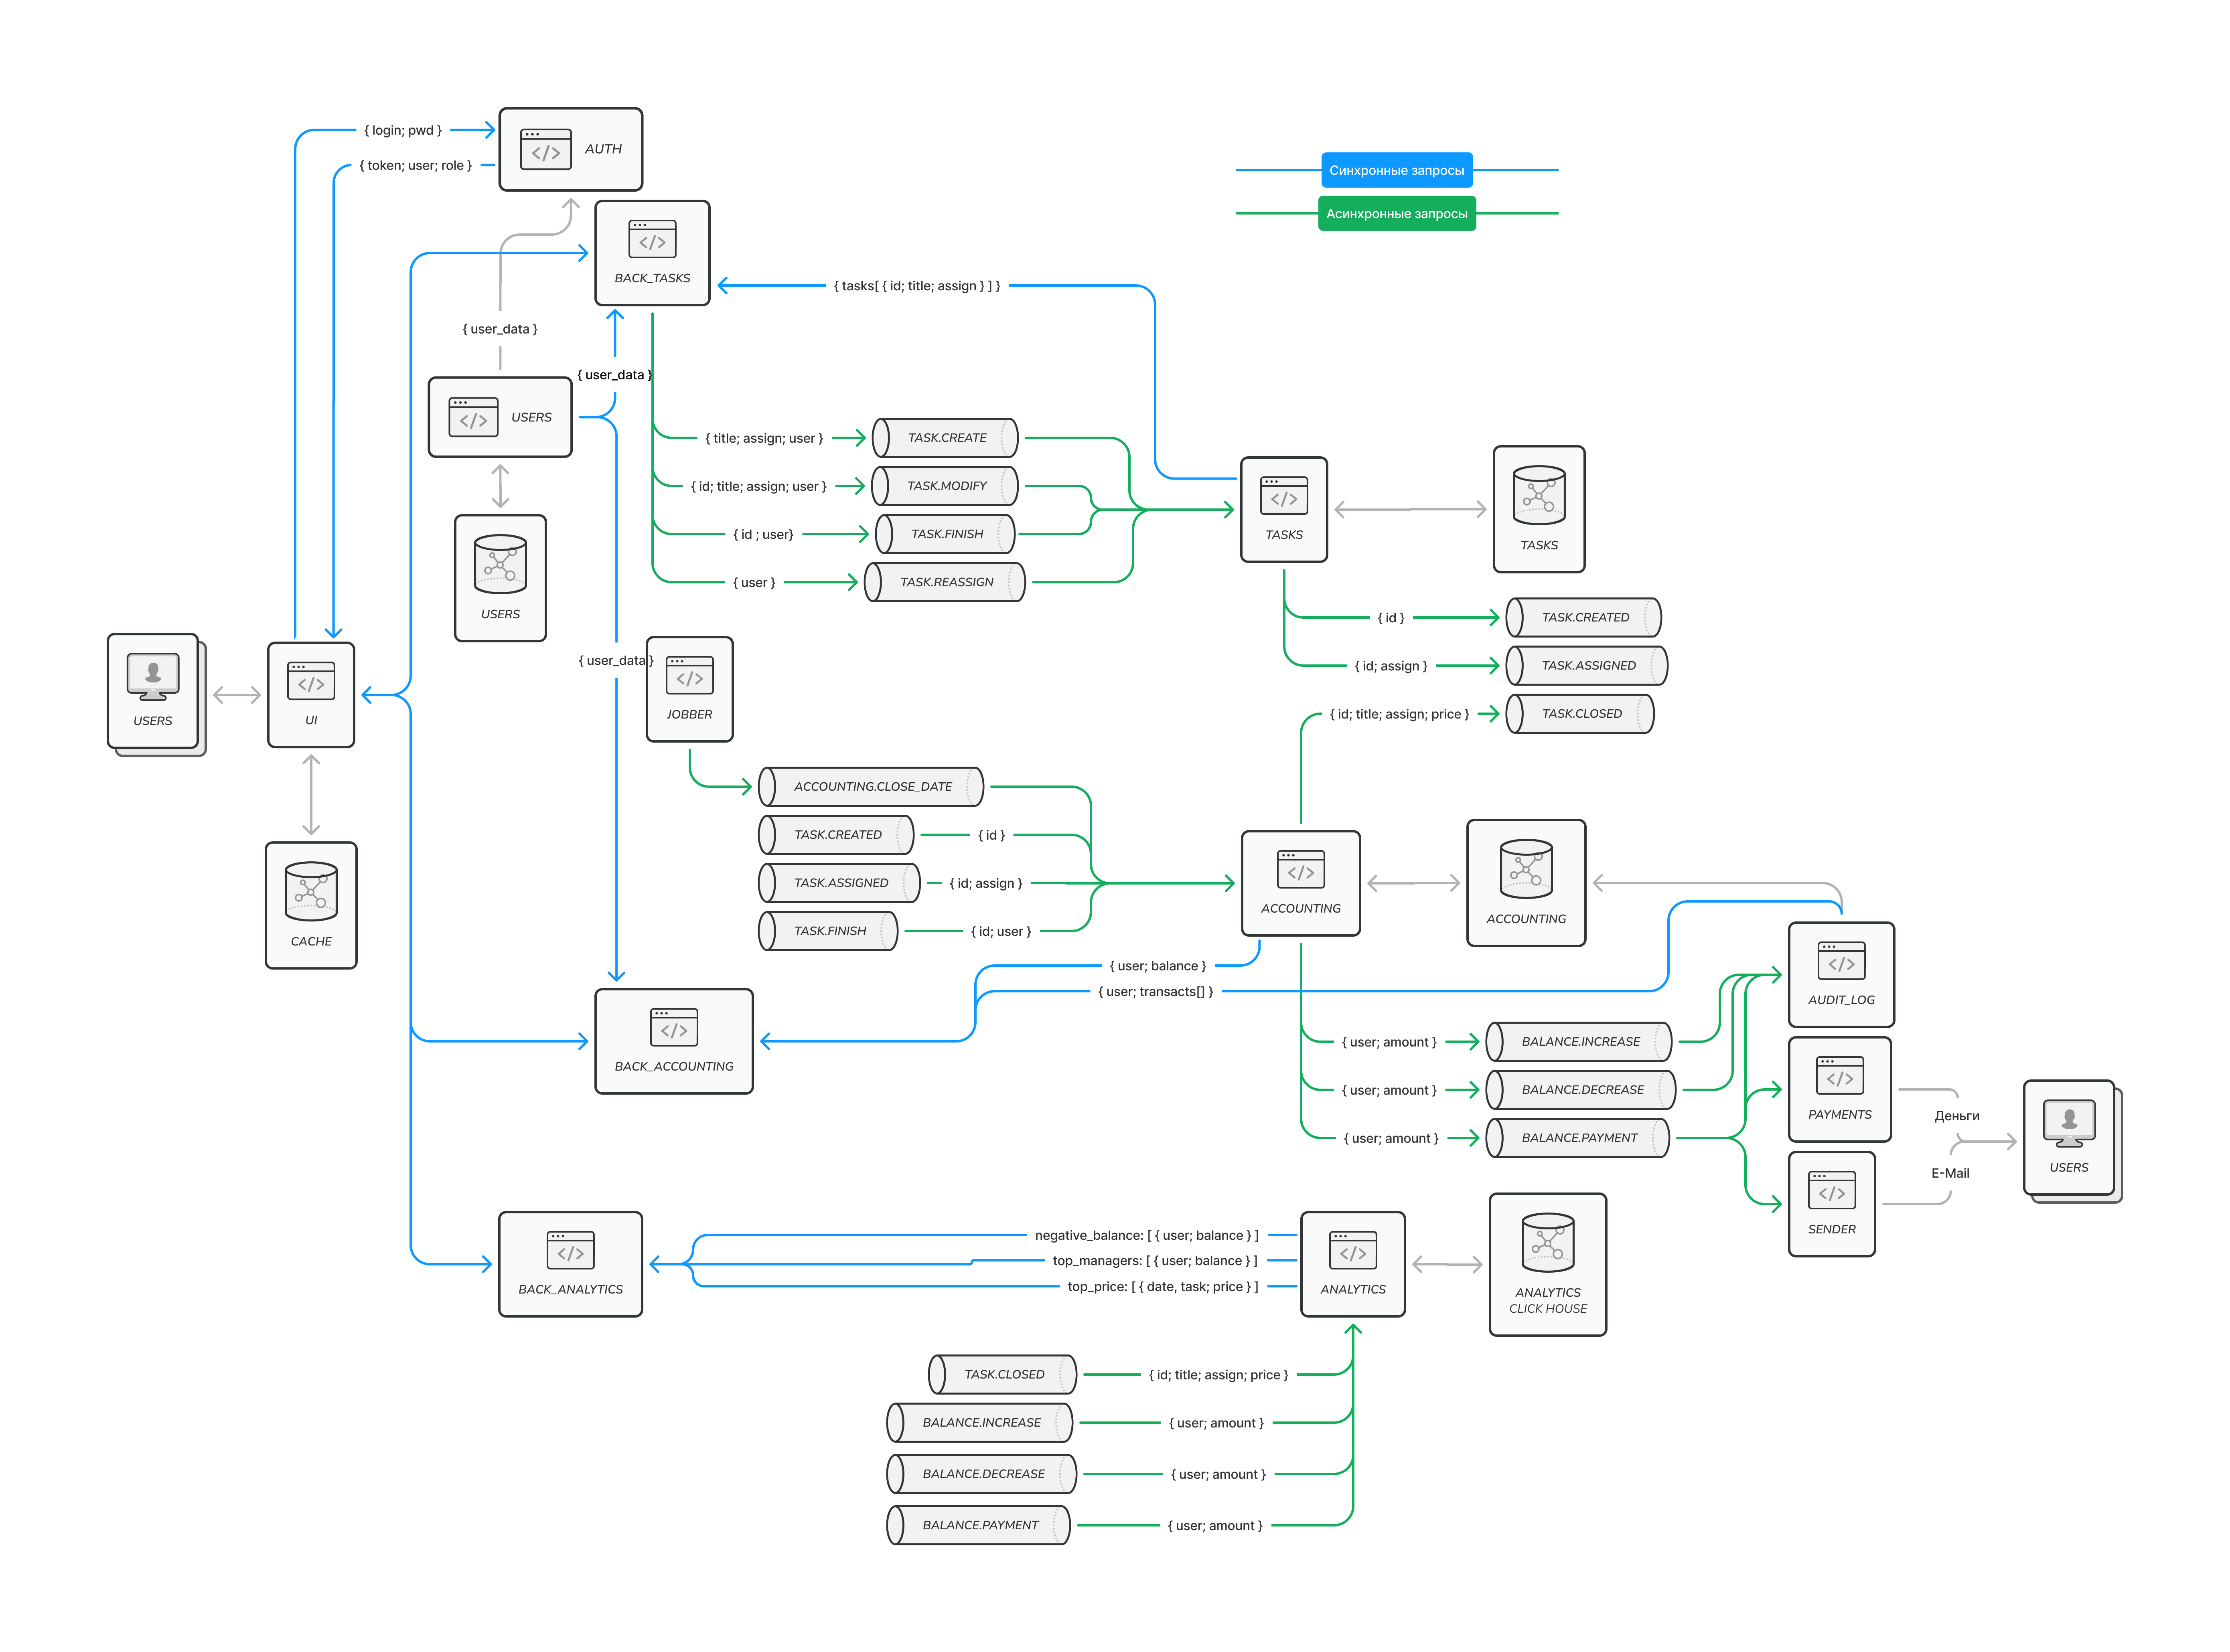 { login; pwd }
{ token; user; role }
AUTH
Синхронные запросы
Асинхронные запросы
BACK_TASKS
{ tasks[ { id; title; assign } ] }
{ user_data }
{ user_data }
USERS
{ title; assign; user }
TASK.CREATE
{ id; title; assign; user }
TASK.MODIFY
{ id ; user}
TASK.FINISH
{ user }
TASK.REASSIGN
TASKS
TASKS
USERS
{ id }
TASK.CREATED
{ id; assign }
TASK.ASSIGNED
{ id; title; assign; price }
TASK.CLOSED
{ user_data }
USERS
UI
JOBBER
CACHE
ACCOUNTING.CLOSE_DATE
TASK.CREATED
{ id }
TASK.ASSIGNED
{ id; assign }
TASK.FINISH
{ id; user }
ACCOUNTING
ACCOUNTING
{ user; balance }
{ user; transacts[] }
AUDIT_LOG
BACK_ACCOUNTING
{ user; amount }
BALANCE.INCREASE
{ user; amount }
BALANCE.DECREASE
{ user; amount }
BALANCE.PAYMENT
PAYMENTS
Деньги
E-Mail
USERS
SENDER
BACK_ANALYTICS
negative_balance: [ { user; balance } ]
top_managers: [ { user; balance } ]
top_price: [ { date, task; price } ]
ANALYTICS
ANALYTICS
CLICK HOUSE
TASK.CLOSED
{ id; title; assign; price }
BALANCE.INCREASE
{ user; amount }
BALANCE.DECREASE
{ user; amount }
BALANCE.PAYMENT
{ user; amount }